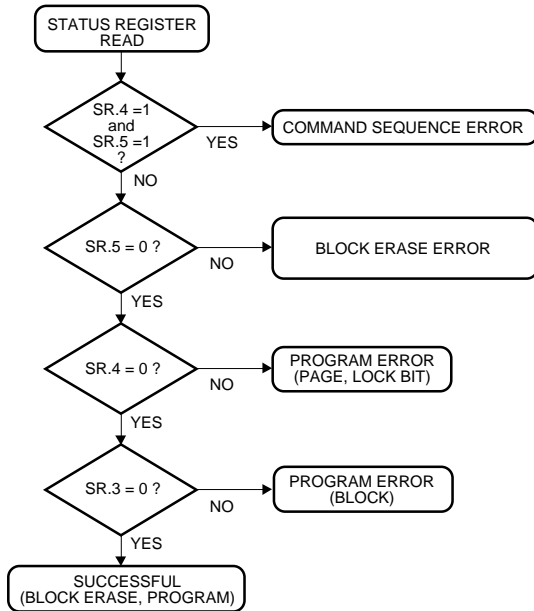 STATUS REGISTER
READ
SR.4 =1
and
SR.5 =1
?
YES
COMMAND SEQUENCE ERROR
NO
SR.5 = 0 ?
NO
BLOCK ERASE ERROR
YES
SR.4 = 0 ?
NO
PROGRAM ERROR
(PAGE, LOCK BIT)
YES
SR.3 = 0 ?
NO
PROGRAM ERROR
(BLOCK)
YES
SUCCESSFUL
(BLOCK ERASE, PROGRAM)